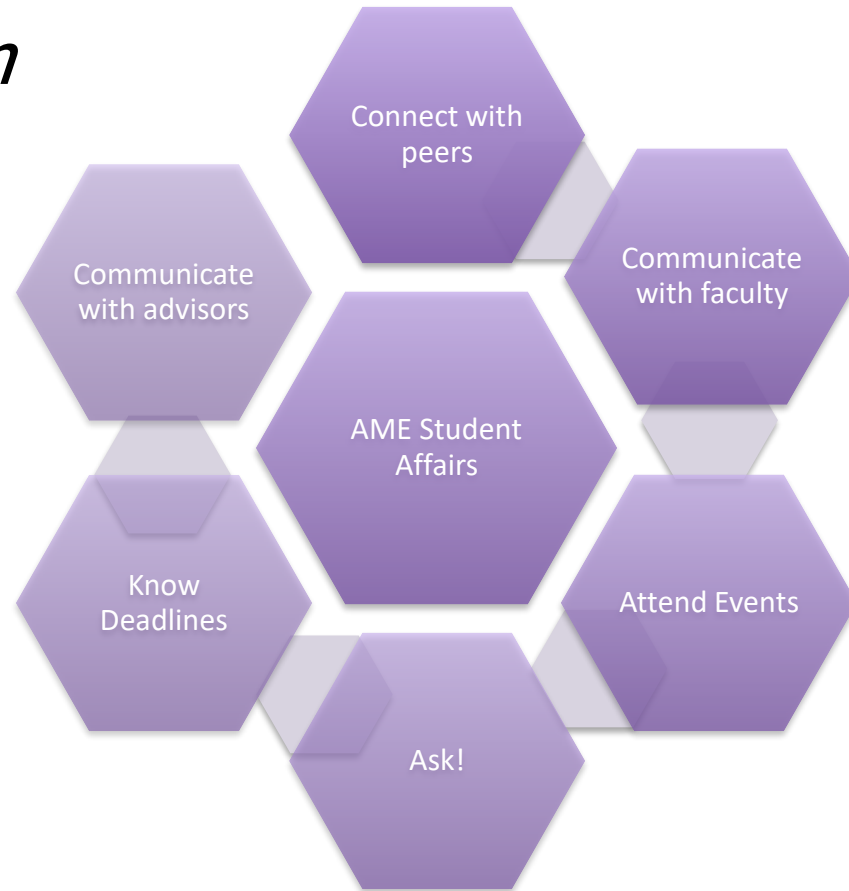 Connect with
peers
Communicate
with faculty
Communicate
with advisors
AME Student
Affairs
Attend Events
Know
Deadlines
Ask!